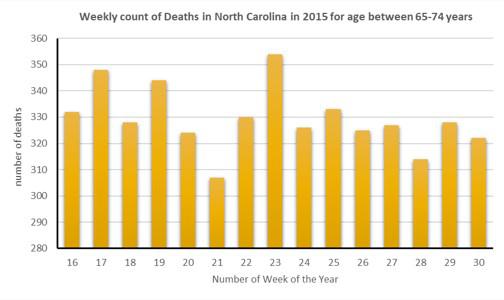 Weekly count of Deaths in North Carolina in 2015 for age between 65-74 years
360
350
340
330
320
310
300
290
280
number of deaths
16 17 18 19 20 21 22 23 24 25 26 27 28 29 30
Number of Week of the Year